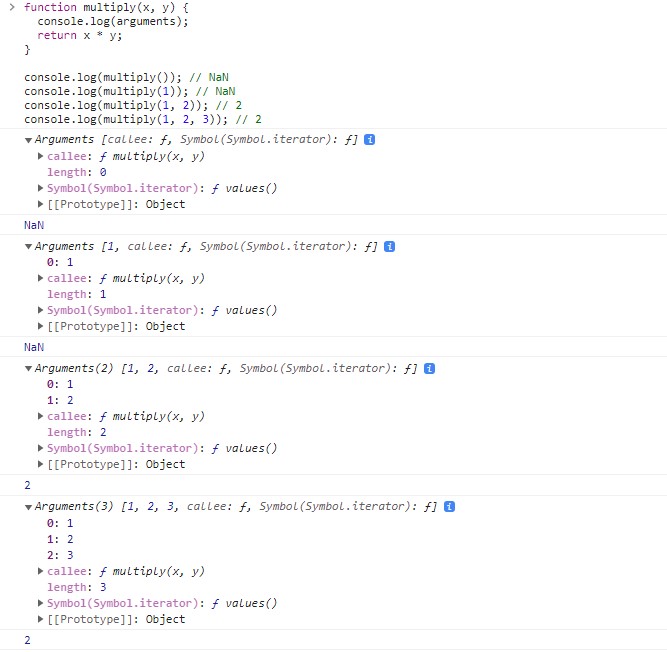 function multiply(x, y) {
console.log(arguments);
return x * y;
}
console.log(multiply()); // NaN
console.log(multiply(1)); // NaN
console.log(multiply(1, 2)); // 2
console.log(multiply(1, 2, 3)); // 2
Arguments [callee: ƒ, Symbol(Symbol.iterator): ƒ] i
callee: ƒ multiply(x, y)
length: 0
Symbol(Symbol.iterator): ƒ values()
[[Prototype]]: Object
NaN
Arguments [1, callee: ƒ, Symbol(Symbol.iterator): ƒ] i
0: 1
callee: ƒ multiply(x, y)
length: 1
Symbol(Symbol.iterator): ƒ values()
[[Prototype]]: Object
NaN
Arguments(2) [1, 2, callee: ƒ, Symbol(Symbol.iterator): ƒ] i
0: 1
1: 2
callee: ƒ multiply(x, y)
length: 2
Symbol(Symbol.iterator): ƒ values()
[[Prototype]]: Object
2
Arguments(3) [1, 2, 3, callee: ƒ, Symbol(Symbol.iterator): ƒ] i
0: 1
1: 2
2: 3
callee: ƒ multiply(x, y)
length: 3
Symbol(Symbol.iterator): ƒ values()
[[Prototype]]: Object
2